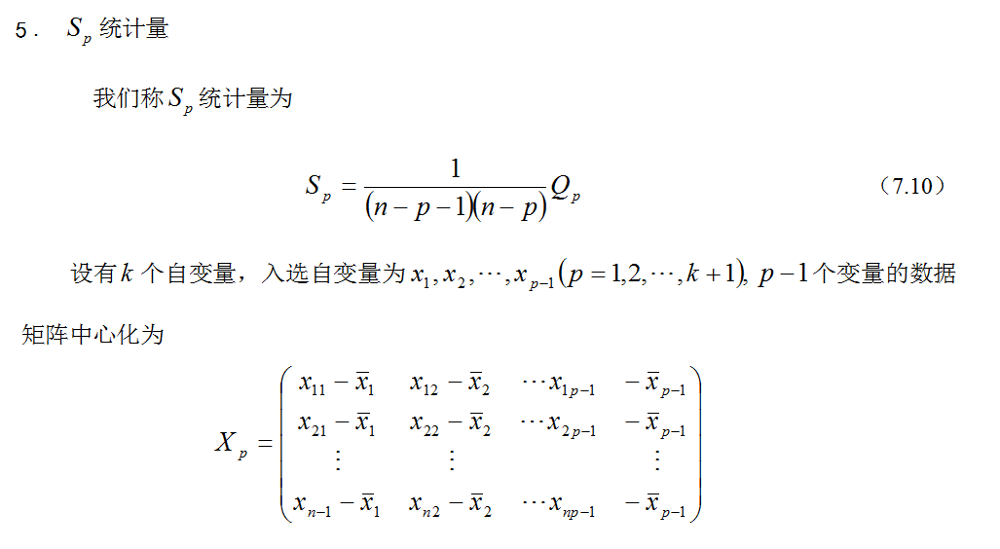 5． $S_p$ 统计量
我们称 $S_p$ 统计量为
$S_p = \frac{1}{(n-p-1)(n-p)} Q_p$ （7.10）
设有 $k$ 个自变量，入选自变量为 $x_1, x_2, \cdots, x_{p-1} (p=1,2,\cdots,k+1)$, $p-1$ 个变量的数据
矩阵中心化为
$X_p = \begin{pmatrix} x_{11}-\bar{x}_1 & x_{12}-\bar{x}_2 & \cdots x_{1p-1} & -\bar{x}_{p-1} \\ x_{21}-\bar{x}_1 & x_{22}-\bar{x}_2 & \cdots x_{2p-1} & -\bar{x}_{p-1} \\ \vdots & \vdots & & \vdots \\ x_{n-1}-\bar{x}_1 & x_{n2}-\bar{x}_2 & \cdots x_{np-1} & -\bar{x}_{p-1} \end{pmatrix}$